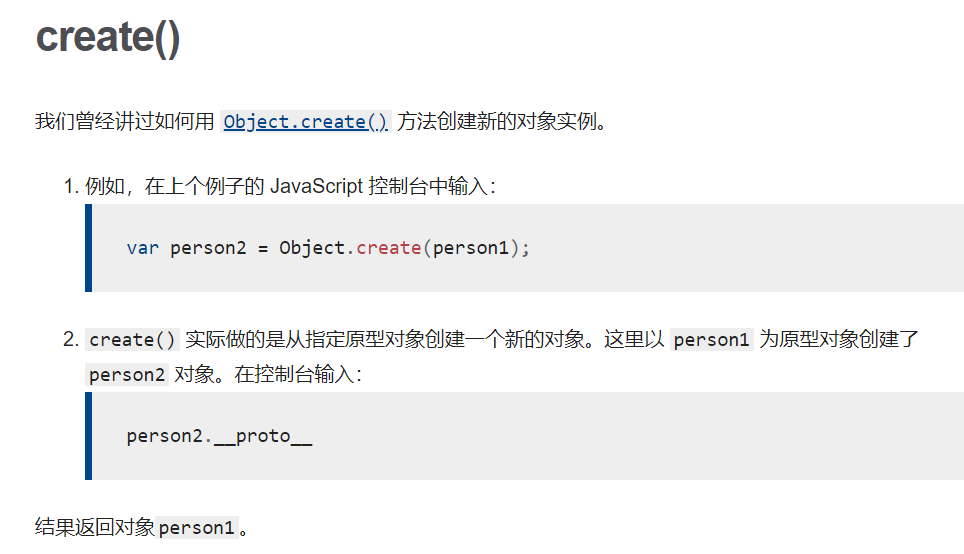 create()
我们曾经讲过如何用 Object.create() 方法创建新的对象实例。
1. 例如，在上个例子的 JavaScript 控制台中输入：
var person2 = Object.create(person1);
2. create() 实际做的是从指定原型对象创建一个新的对象。这里以 person1 为原型对象创建了
person2 对象。在控制台输入：
person2.__proto__
结果返回对象person1。